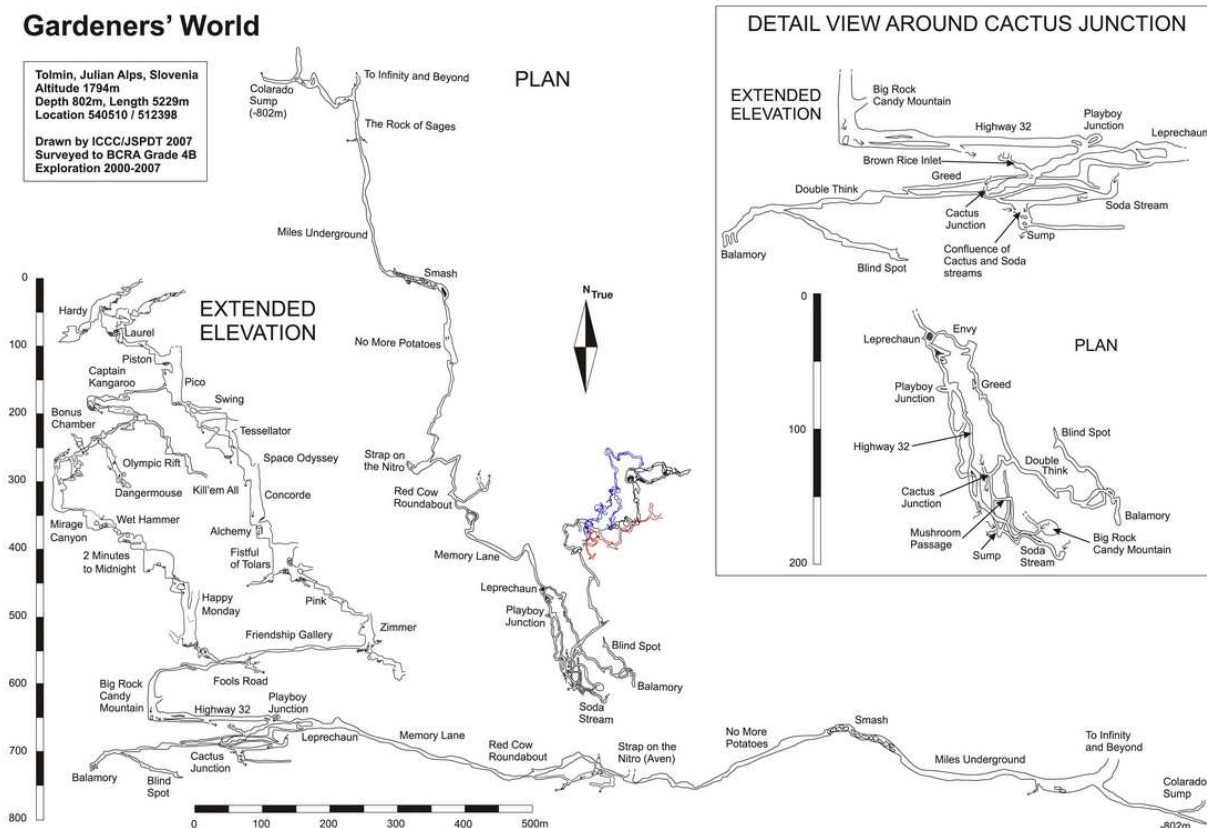 Gardeners' World
Tolmin, Julian Alps, Slovenia
Altitude 1794m
Depth 802m, Length 5229m
Location 540510 / 512398
Drawn by ICCC/JSPDT 2007
Surveyed to BCRA Grade 4B
Exploration 2000-2007
PLAN
Colarado
Sump
(-802m)
To Infinity and Beyond
The Rock of Sages
Miles Underground
Smash
No More Potatoes
Strap on
the Nitro
Red Cow
Roundabout
Memory Lane
Leprechaun
Playboy
Junction
Blind Spot
Balamory
Soda
Stream
N
True
EXTENDED
ELEVATION
0
100
200
300
400
500
600
700
800
Hardy
Laurel
Piston
Captain
Kangaroo
Pico
Swing
Bonus
Chamber
Tessellator
Olympic Rift
Space Odyssey
Dangermouse
Kill'em All
Concorde
Mirage
Canyon
Wet Hammer
Alchemy
2 Minutes
to Midnight
Fistful
of Tolars
Happy
Monday
Pink
Zimmer
Friendship Gallery
Fools Road
Big Rock
Candy
Mountain
Highway 32
Playboy
Junction
Leprechaun
Memory Lane
Cactus
Junction
Balamory
Blind
Spot
Red Cow
Roundabout
Strap on the
Nitro (Aven)
No More
Potatoes
Smash
Miles Underground
To Infinity
and Beyond
Colarado
Sump
-802m
0
100
200
300
400
500m
DETAIL VIEW AROUND CACTUS JUNCTION
EXTENDED
ELEVATION
Big Rock
Candy Mountain
Highway 32
Playboy
Junction
Leprechaun
Brown Rice Inlet
Greed
Double Think
Cactus
Junction
Soda Stream
Sump
Confluence of
Cactus and Soda
streams
Balamory
Blind Spot
PLAN
0
100
200
Leprechaun
Envy
Playboy
Junction
Greed
Highway 32
Blind Spot
Double
Think
Cactus
Junction
Balamory
Mushroom
Passage
Sump
Soda
Stream
Big Rock
Candy Mountain